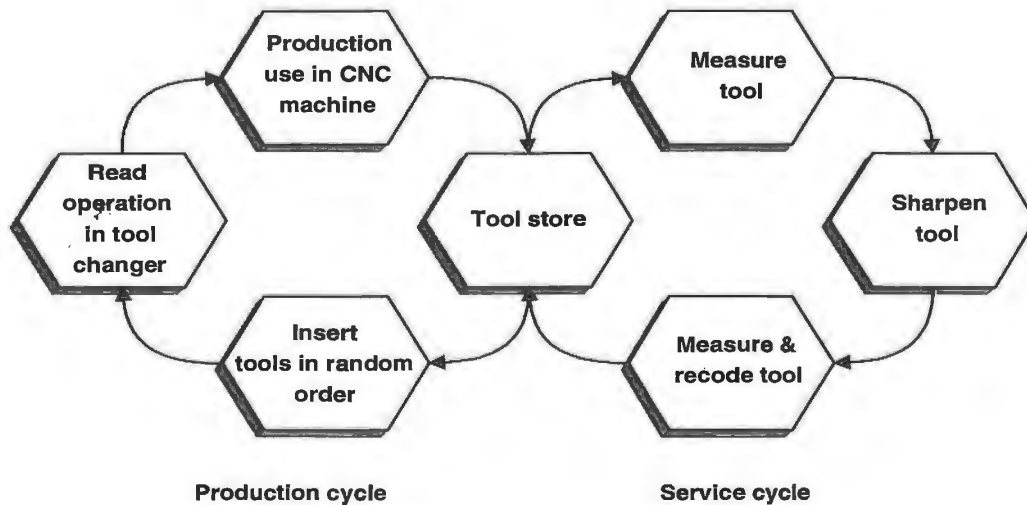 Production
use in CNC
machine
Measure
tool
Read
operation
in tool
changer
Tool store
Sharpen
tool
Insert
tools in random
order
Measure &
recode tool
Production cycle
Service cycle